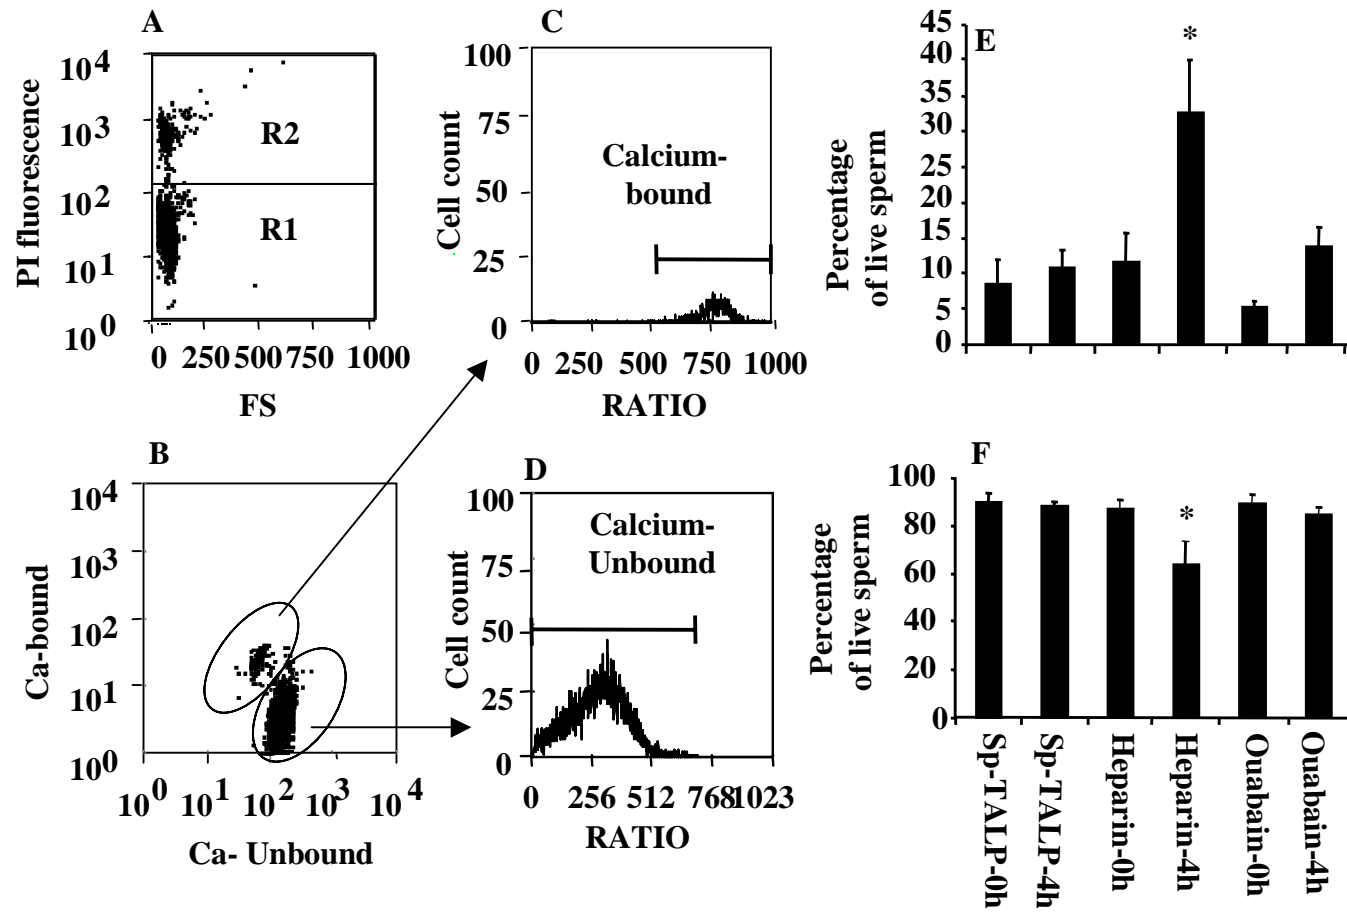 A
10^4
10^3
10^2
10^1
10^0
PI fluorescence
R2
R1
0 250 500 750 1000
FS
B
10^4
10^3
10^2
10^1
10^0
Ca-bound
10^0 10^1 10^2 10^3 10^4
Ca- Unbound
C
100
75
50
25
0
Cell count
Calcium-
bound
0 250 500 750 1000
RATIO
D
100
75
50
25
0
Cell count
Calcium-
Unbound
0 256 512 768 1023
RATIO
E
45
40
35
30
25
20
15
10
5
0
Percentage
of live sperm
*
F
100
80
60
40
20
0
Percentage
of live sperm
*
Sp-TALP-0h
Sp-TALP-4h
Heparin-0h
Heparin-4h
Ouabain-0h
Ouabain-4h